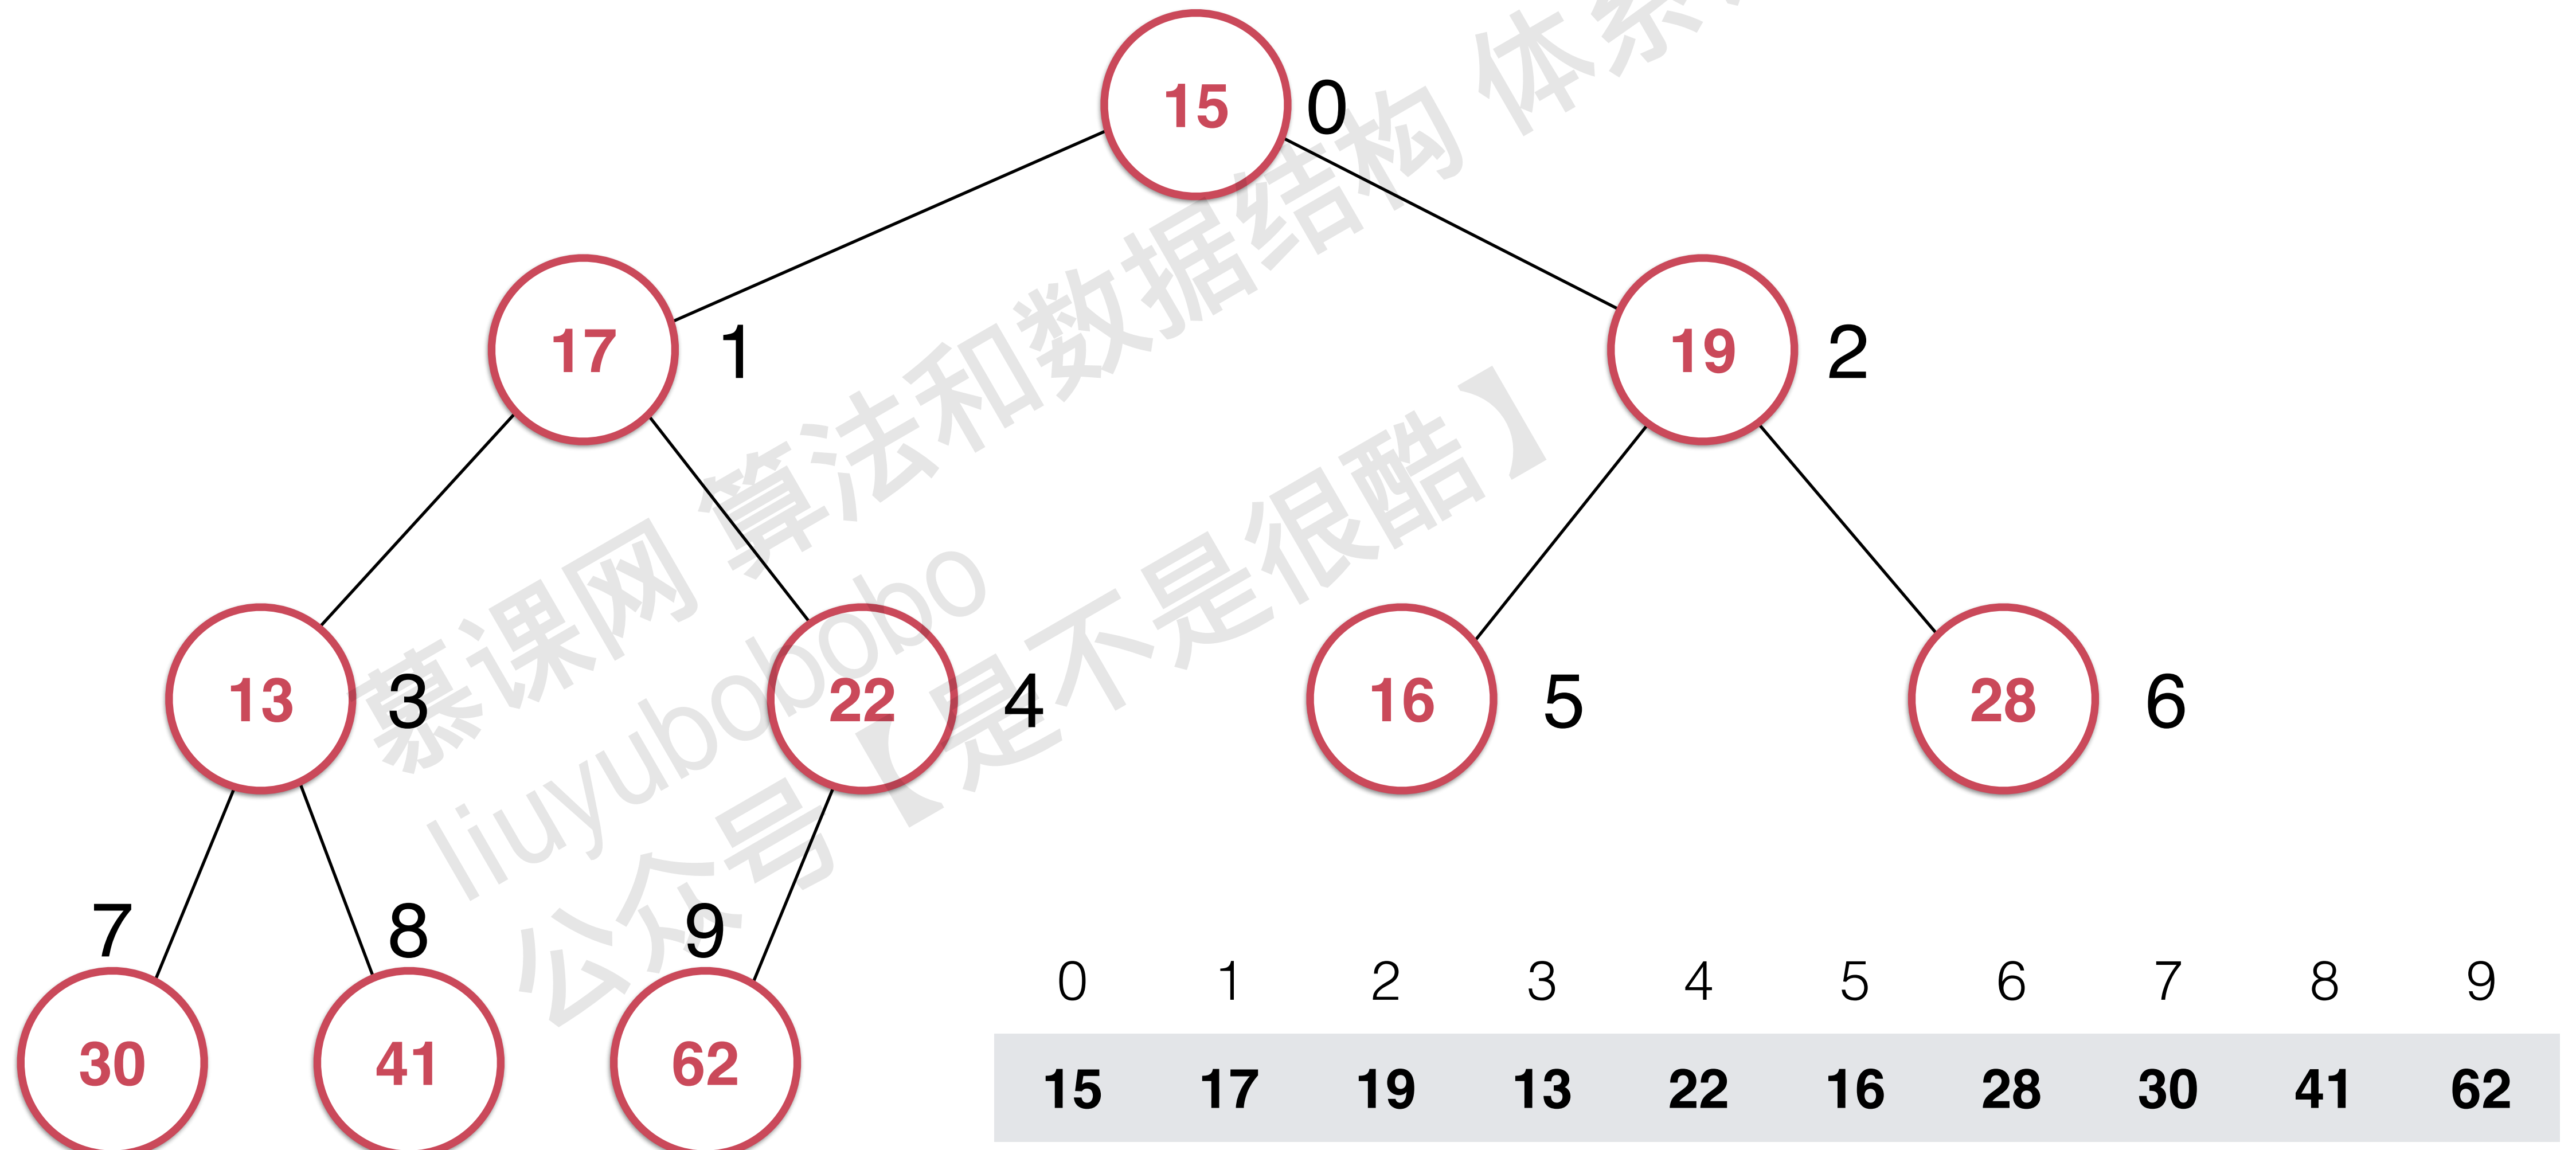 15 0
17 1 19 2
13 3 22 4 16 5 28 6
7 8 9
30 41 62
0 1 2 3 4 5 6 7 8 9
15 17 19 13 22 16 28 30 41 62
慕课网 算法和数据结构 体系
liuyubobobo
公众号【是不是很酷】